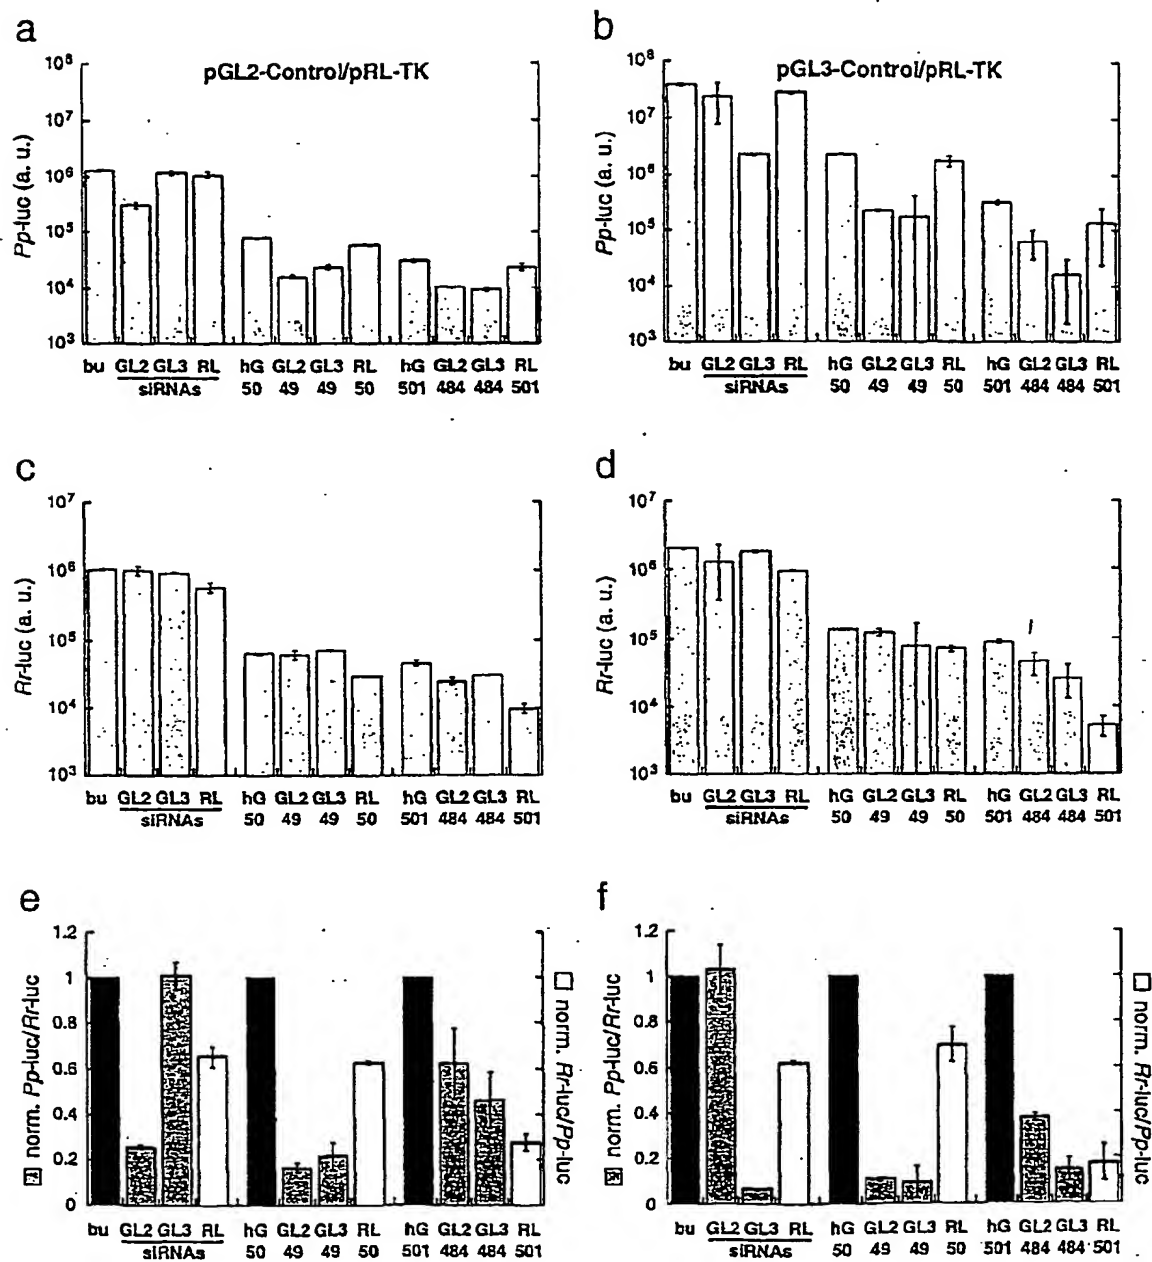 a
pGL2-Control/pRL-TK
Pp-luc (a. u.)
10⁸
10⁷
10⁶
10⁵
10⁴
10³
bu GL2 GL3 RL hG GL2 GL3 RL hG GL2 GL3 RL
siRNAs 50 49 49 50 501 484 484 501
b
pGL3-Control/pRL-TK
Pp-luc (a. u.)
10⁸
10⁷
10⁶
10⁵
10⁴
10³
bu GL2 GL3 RL hG GL2 GL3 RL hG GL2 GL3 RL
siRNAs 50 49 49 50 501 484 484 501
c
Rr-luc (a. u.)
10⁷
10⁶
10⁵
10⁴
10³
bu GL2 GL3 RL hG GL2 GL3 RL hG GL2 GL3 RL
siRNAs 50 49 49 50 501 484 484 501
d
Rr-luc (a. u.)
10⁷
10⁶
10⁵
10⁴
10³
bu GL2 GL3 RL hG GL2 GL3 RL hG GL2 GL3 RL
siRNAs 50 49 49 50 501 484 484 501
e
norm. Pp-luc/Rr-luc
1.2
1
0.8
0.6
0.4
0.2
0
norm. Rr-luc/Pp-luc
bu GL2 GL3 RL hG GL2 GL3 RL hG GL2 GL3 RL
siRNAs 50 49 49 50 501 484 484 501
f
norm. Pp-luc/Rr-luc
1.2
1
0.8
0.6
0.4
0.2
0
norm. Rr-luc/Pp-luc
bu GL2 GL3 RL hG GL2 GL3 RL hG GL2 GL3 RL
siRNAs 50 49 49 50 501 484 484 501